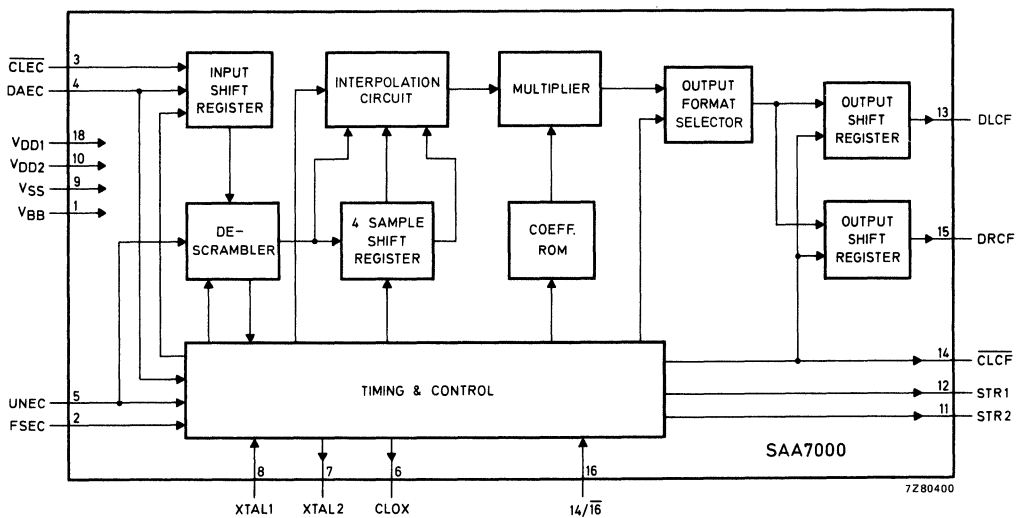 3
CLEC
4
DAEC
18
VDD1
10
VDD2
9
VSS
1
VBB
INPUT
SHIFT
REGISTER
INTERPOLATION
CIRCUIT
MULTIPLIER
OUTPUT
FORMAT
SELECTOR
OUTPUT
SHIFT
REGISTER
13
DLCF
DE-
SCRAMBLER
4 SAMPLE
SHIFT
REGISTER
COEFF.
ROM
OUTPUT
SHIFT
REGISTER
15
DRCF
TIMING & CONTROL
14
CLCF
12
STR1
11
STR2
5
UNEC
2
FSEC
SAA7000
8
7
6
16
7Z80400
XTAL1
XTAL2
CLOX
14/16